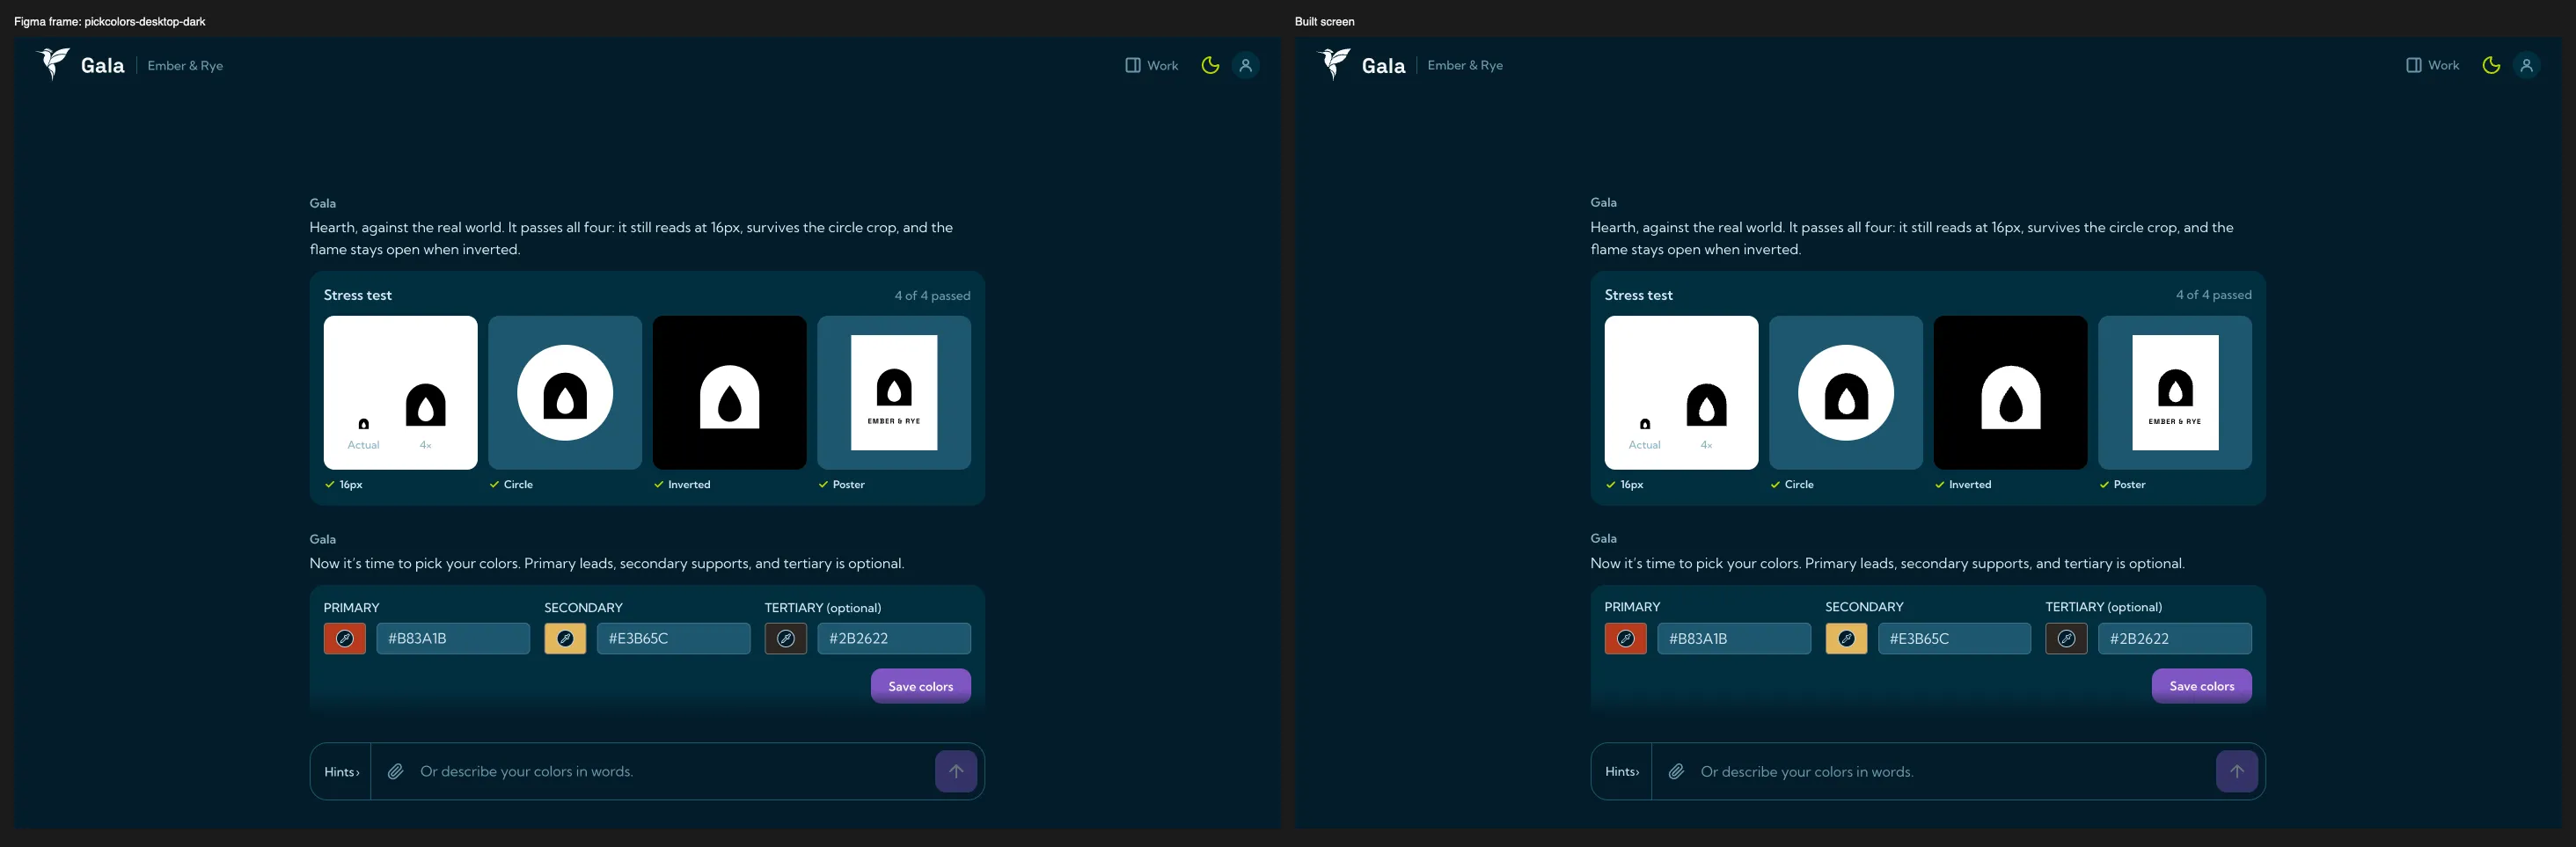 Figma frame: pickcolors-desktop-dark
Gala
Ember & Rye
Work
Gala
Hearth, against the real world. It passes all four: it still reads at 16px, survives the circle crop, and the
flame stays open when inverted.
Stress test
4 of 4 passed
Actual
4×
EMBER & RYE
16px
Circle
Inverted
Poster
Gala
Now it’s time to pick your colors. Primary leads, secondary supports, and tertiary is optional.
PRIMARY
SECONDARY
TERTIARY (optional)
#B83A1B
#E3B65C
#2B2622
Save colors
Hints›
Or describe your colors in words.
Built screen
Gala
Ember & Rye
Work
Gala
Hearth, against the real world. It passes all four: it still reads at 16px, survives the circle crop, and the
flame stays open when inverted.
Stress test
4 of 4 passed
Actual
4×
EMBER & RYE
16px
Circle
Inverted
Poster
Gala
Now it’s time to pick your colors. Primary leads, secondary supports, and tertiary is optional.
PRIMARY
SECONDARY
TERTIARY (optional)
#B83A1B
#E3B65C
#2B2622
Save colors
Hints›
Or describe your colors in words.